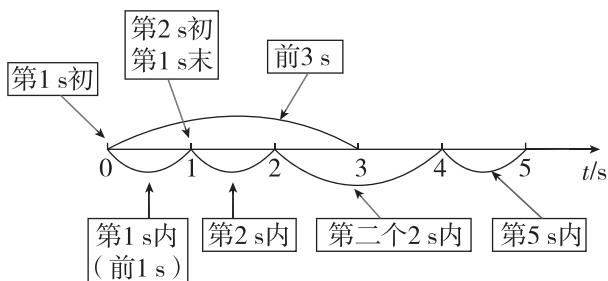 第2 s初
第1 s末
前3 s
第1 s初
0 1 2 3 4 5 t/s
第1 s内
(前1 s)
第2 s内
第二个2 s内
第5 s内